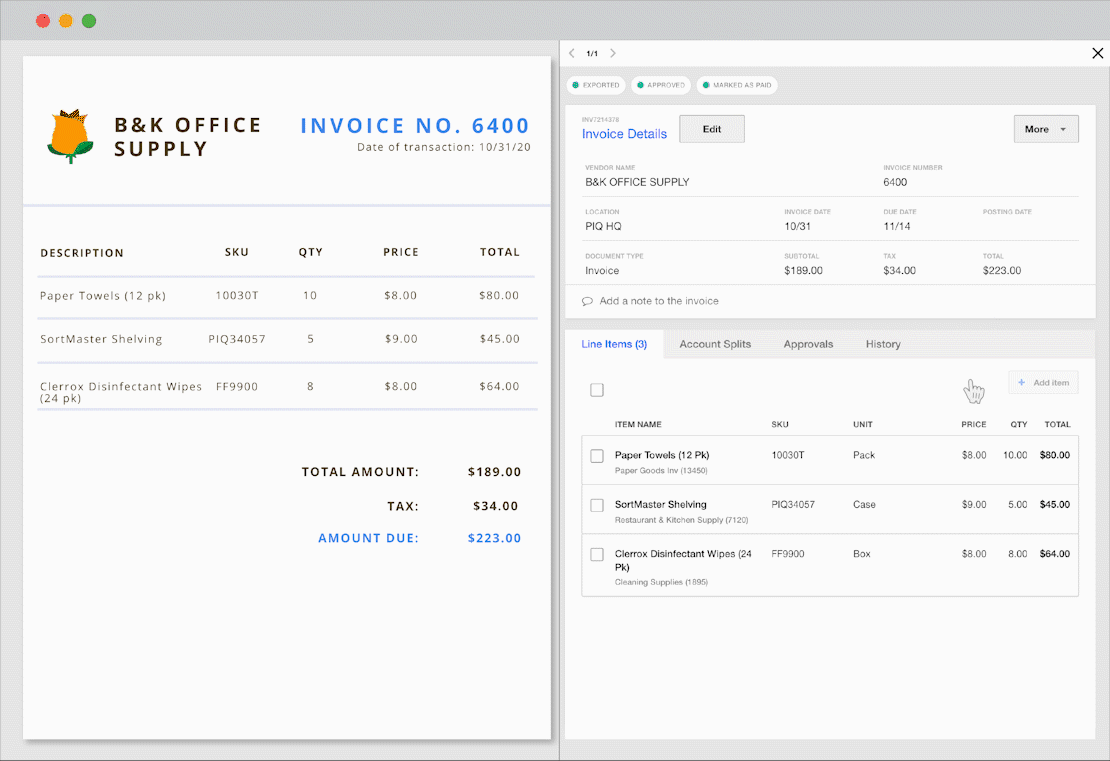 B&K OFFICE
SUPPLY
INVOICE NO. 6400
Date of transaction: 10/31/20
DESCRIPTION SKU QTY PRICE TOTAL
Paper Towels (12 pk) 10030T 10 $8.00 $80.00
SortMaster Shelving PIQ34057 5 $9.00 $45.00
Clerrox Disinfectant Wipes FF9900 8 $8.00 $64.00
(24 pk)
TOTAL AMOUNT: $189.00
TAX: $34.00
AMOUNT DUE: $223.00
1/1
EXPORTED APPROVED MARKED AS PAID
INV7214378
Invoice Details Edit More
VENDOR NAME INVOICE NUMBER
B&K OFFICE SUPPLY 6400
LOCATION INVOICE DATE DUE DATE POSTING DATE
PIQ HQ 10/31 11/14
DOCUMENT TYPE SUBTOTAL TAX TOTAL
Invoice $189.00 $34.00 $223.00
Add a note to the invoice
Line Items (3) Account Splits Approvals History
+ Add item
ITEM NAME SKU UNIT PRICE QTY TOTAL
Paper Towels (12 Pk) 10030T Pack $8.00 10.00 $80.00
Paper Goods Inv (13450)
SortMaster Shelving PIQ34057 Case $9.00 5.00 $45.00
Restaurant & Kitchen Supply (7120)
Clerrox Disinfectant Wipes (24 FF9900 Box $8.00 8.00 $64.00
Pk)
Cleaning Supplies (1895)